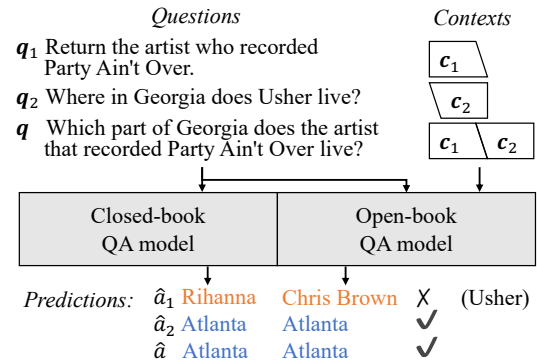 Questions Contexts
q1 Return the artist who recorded
Party Ain't Over.
c1
q2 Where in Georgia does Usher live?
c2
q Which part of Georgia does the artist
that recorded Party Ain't Over live?
c1 c2
Closed-book
QA model
Open-book
QA model
Predictions: â1 Rihanna Chris Brown ✗ (Usher)
â2 Atlanta Atlanta ✓
â Atlanta Atlanta ✓